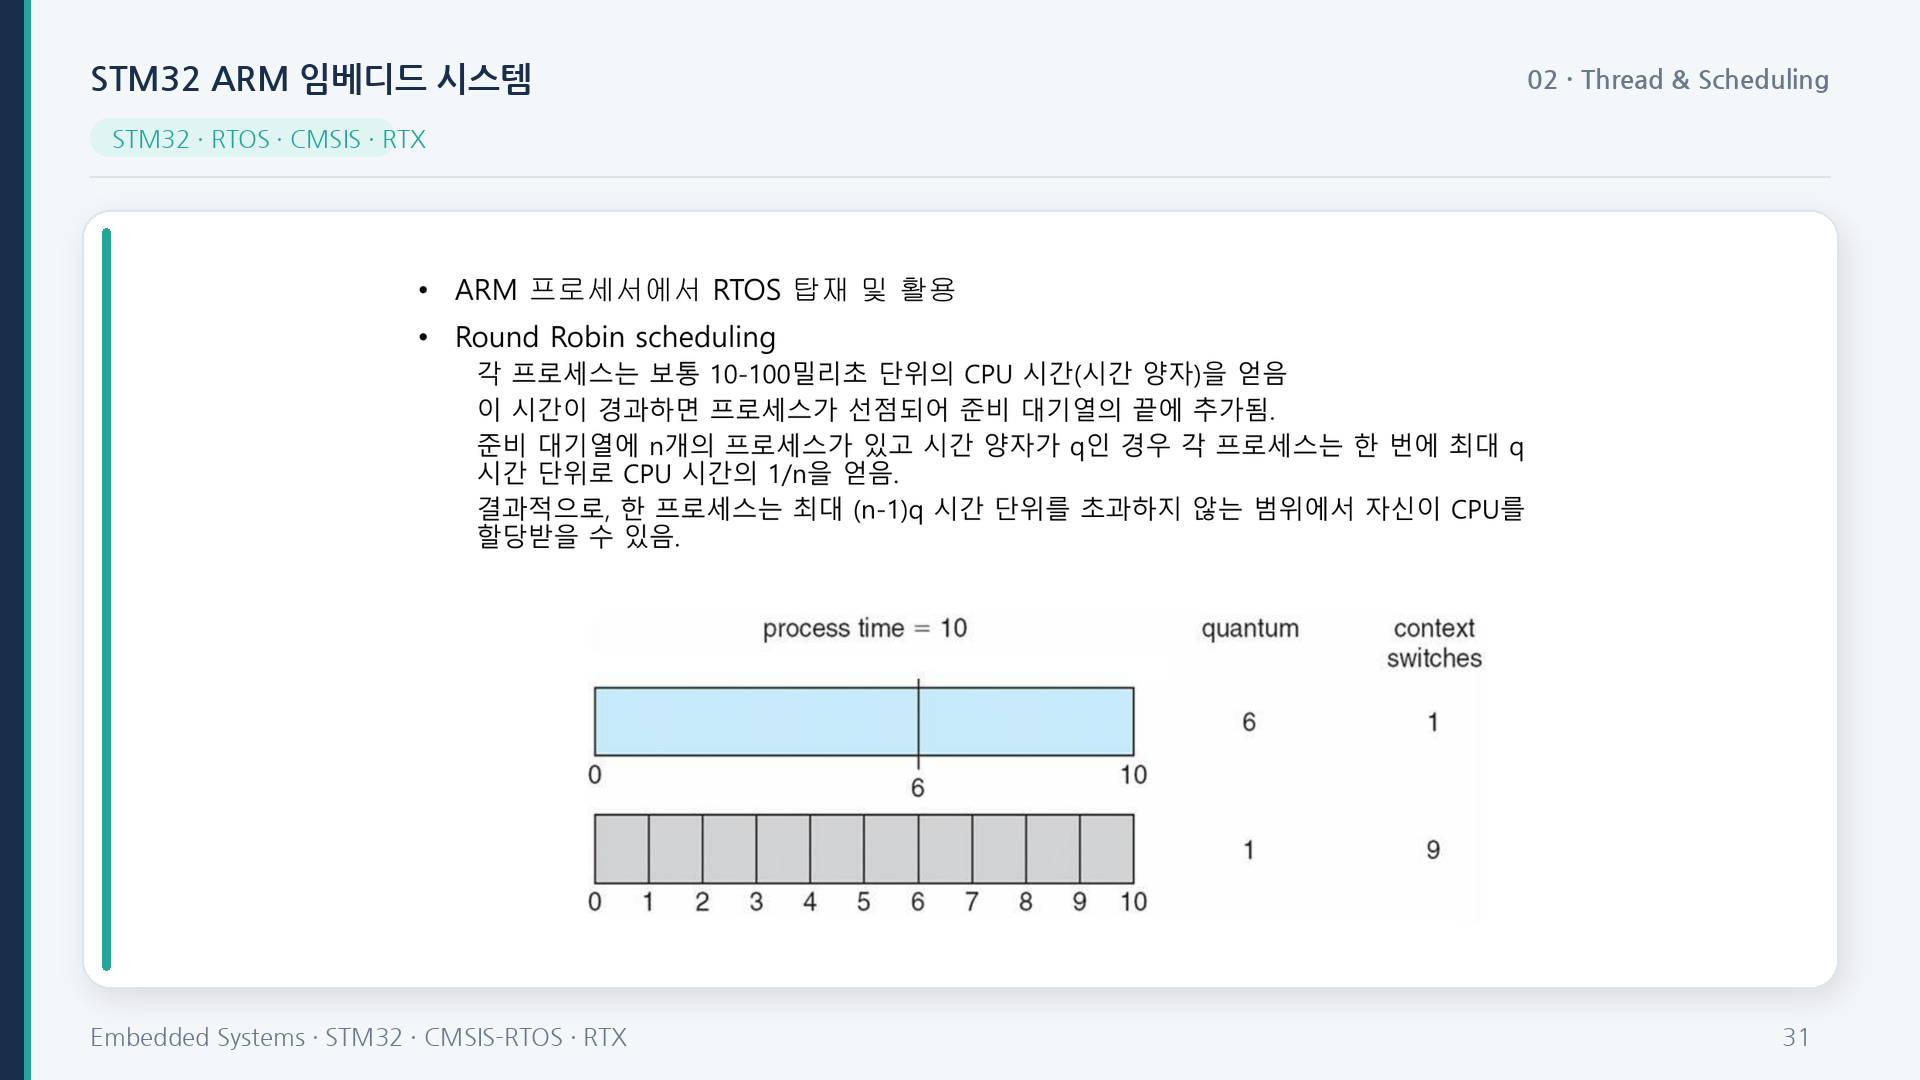 STM32 ARM 임베디드 시스템
02 · Thread & Scheduling
STM32 · RTOS · CMSIS · RTX
• ARM 프로세서에서 RTOS 탑재 및 활용
• Round Robin scheduling
각 프로세스는 보통 10-100밀리초 단위의 CPU 시간(시간 양자)을 얻음
이 시간이 경과하면 프로세스가 선점되어 준비 대기열의 끝에 추가됨.
준비 대기열에 n개의 프로세스가 있고 시간 양자가 q인 경우 각 프로세스는 한 번에 최대 q
시간 단위로 CPU 시간의 1/n을 얻음.
결과적으로, 한 프로세스는 최대 (n-1)q 시간 단위를 초과하지 않는 범위에서 자신이 CPU를
할당받을 수 있음.
process time = 10 quantum context
switches
6 1
0 6 10
1 9
0 1 2 3 4 5 6 7 8 9 10
Embedded Systems · STM32 · CMSIS-RTOS · RTX
31